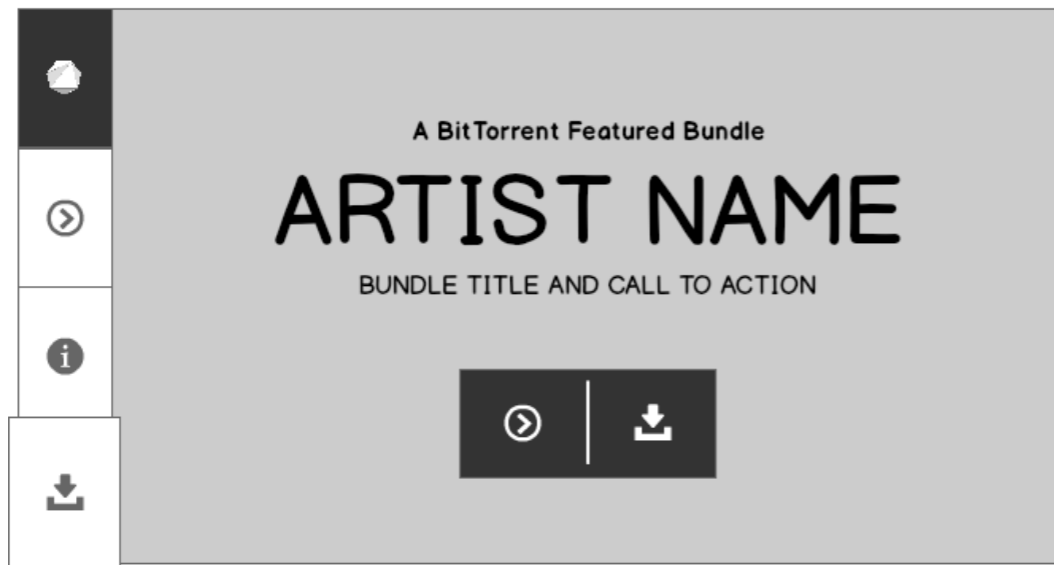 A BitTorrent Featured Bundle
ARTIST NAME
BUNDLE TITLE AND CALL TO ACTION